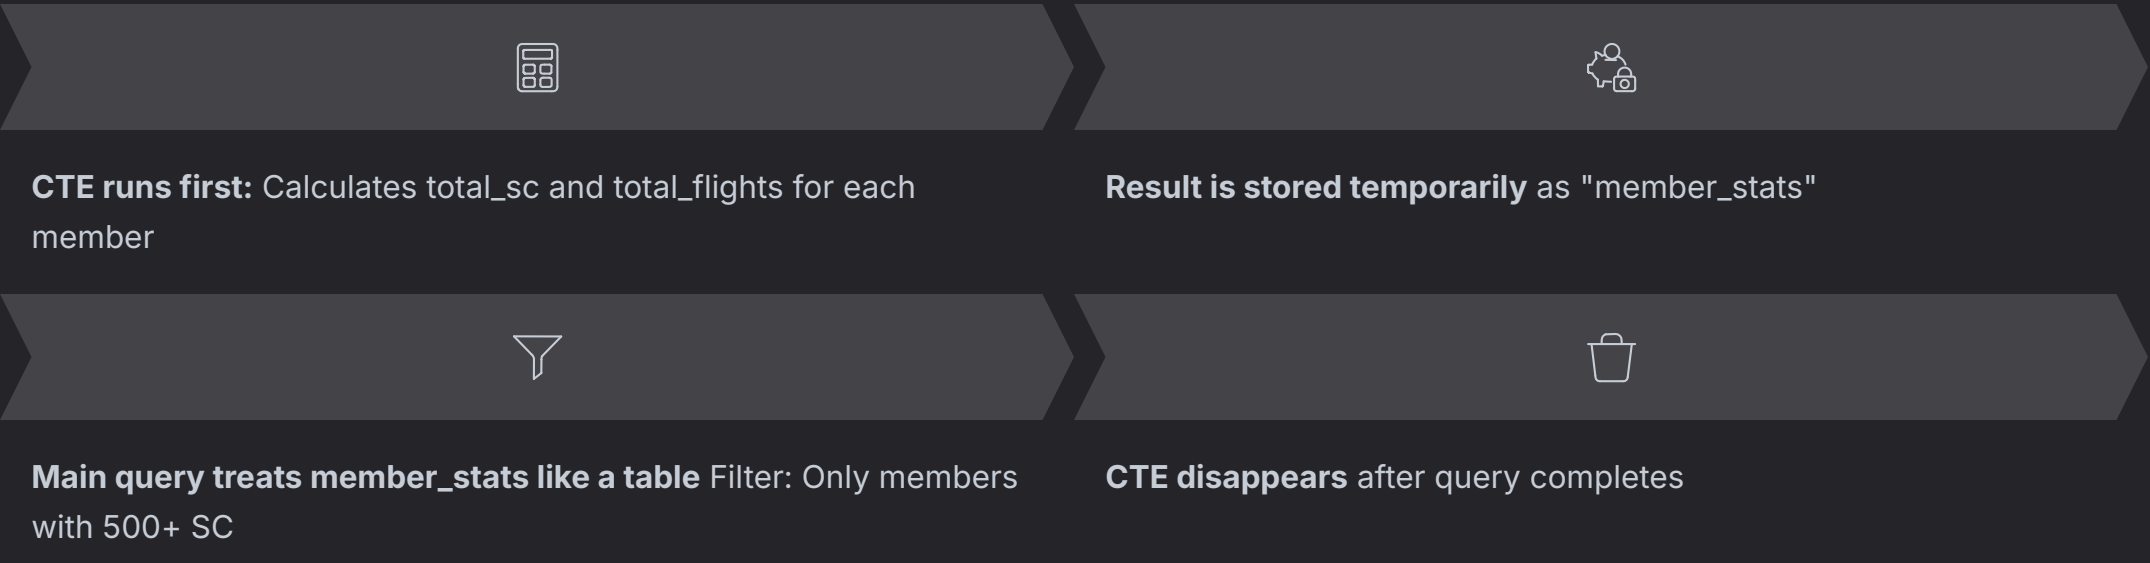 CTE runs first: Calculates total_sc and total_flights for each
member
Result is stored temporarily as "member_stats"
Main query treats member_stats like a table Filter: Only members
with 500+ SC
CTE disappears after query completes